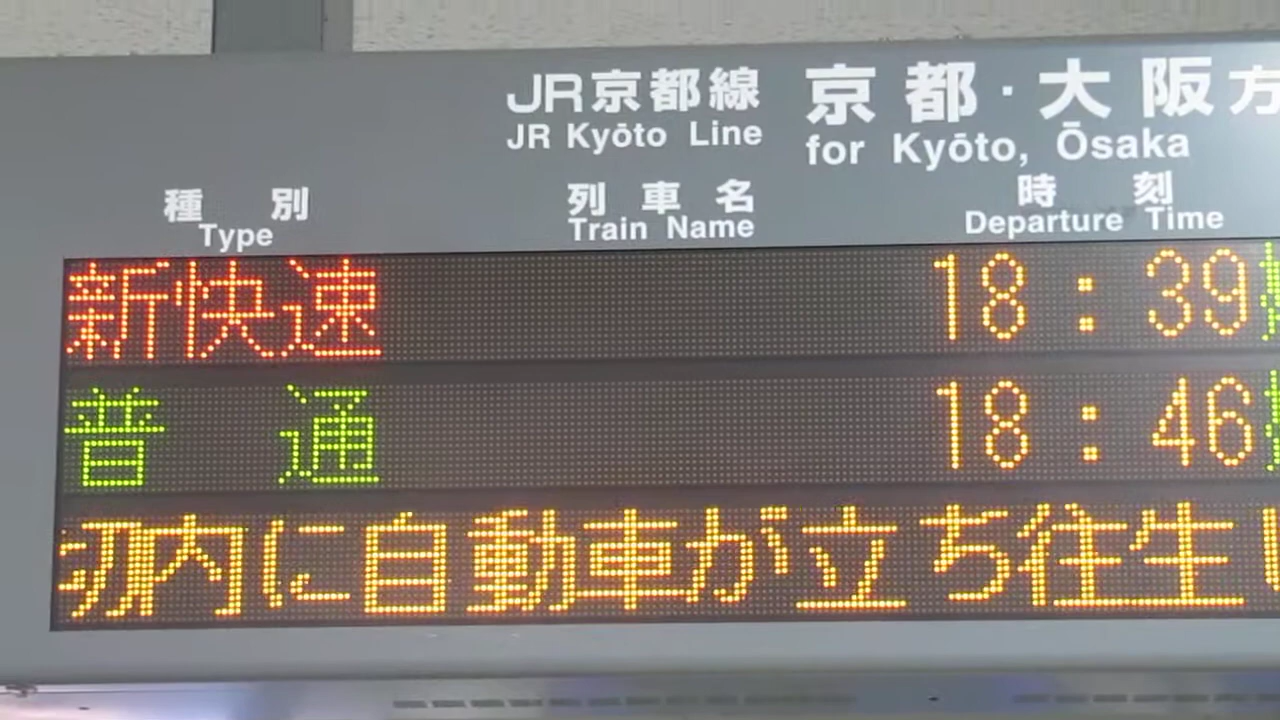 JR京都線 京都・大阪方
JR Kyōto Line for Kyōto, Ōsaka
種別 列車名 時刻
Type Train Name Departure Time
新快速 18:39
普通 18:46
切内に自動車が立ち往生し